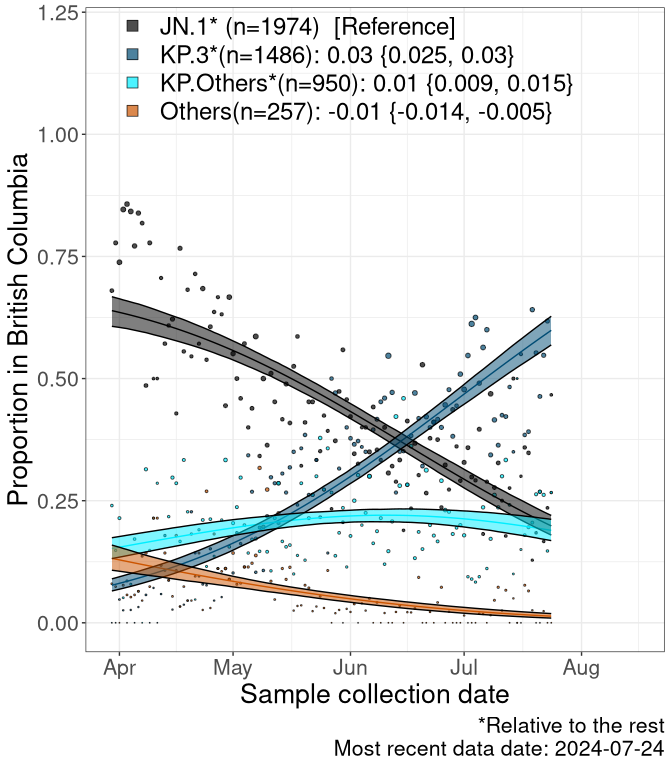 JN.1* (n=1974)  [Reference]
KP.3*(n=1486): 0.03 {0.025, 0.03}
KP.Others*(n=950): 0.01 {0.009, 0.015}
Others(n=257): -0.01 {-0.014, -0.005}
Proportion in British Columbia
1.25
1.00
0.75
0.50
0.25
0.00
Apr May Jun Jul Aug
Sample collection date
*Relative to the rest
Most recent data date: 2024-07-24